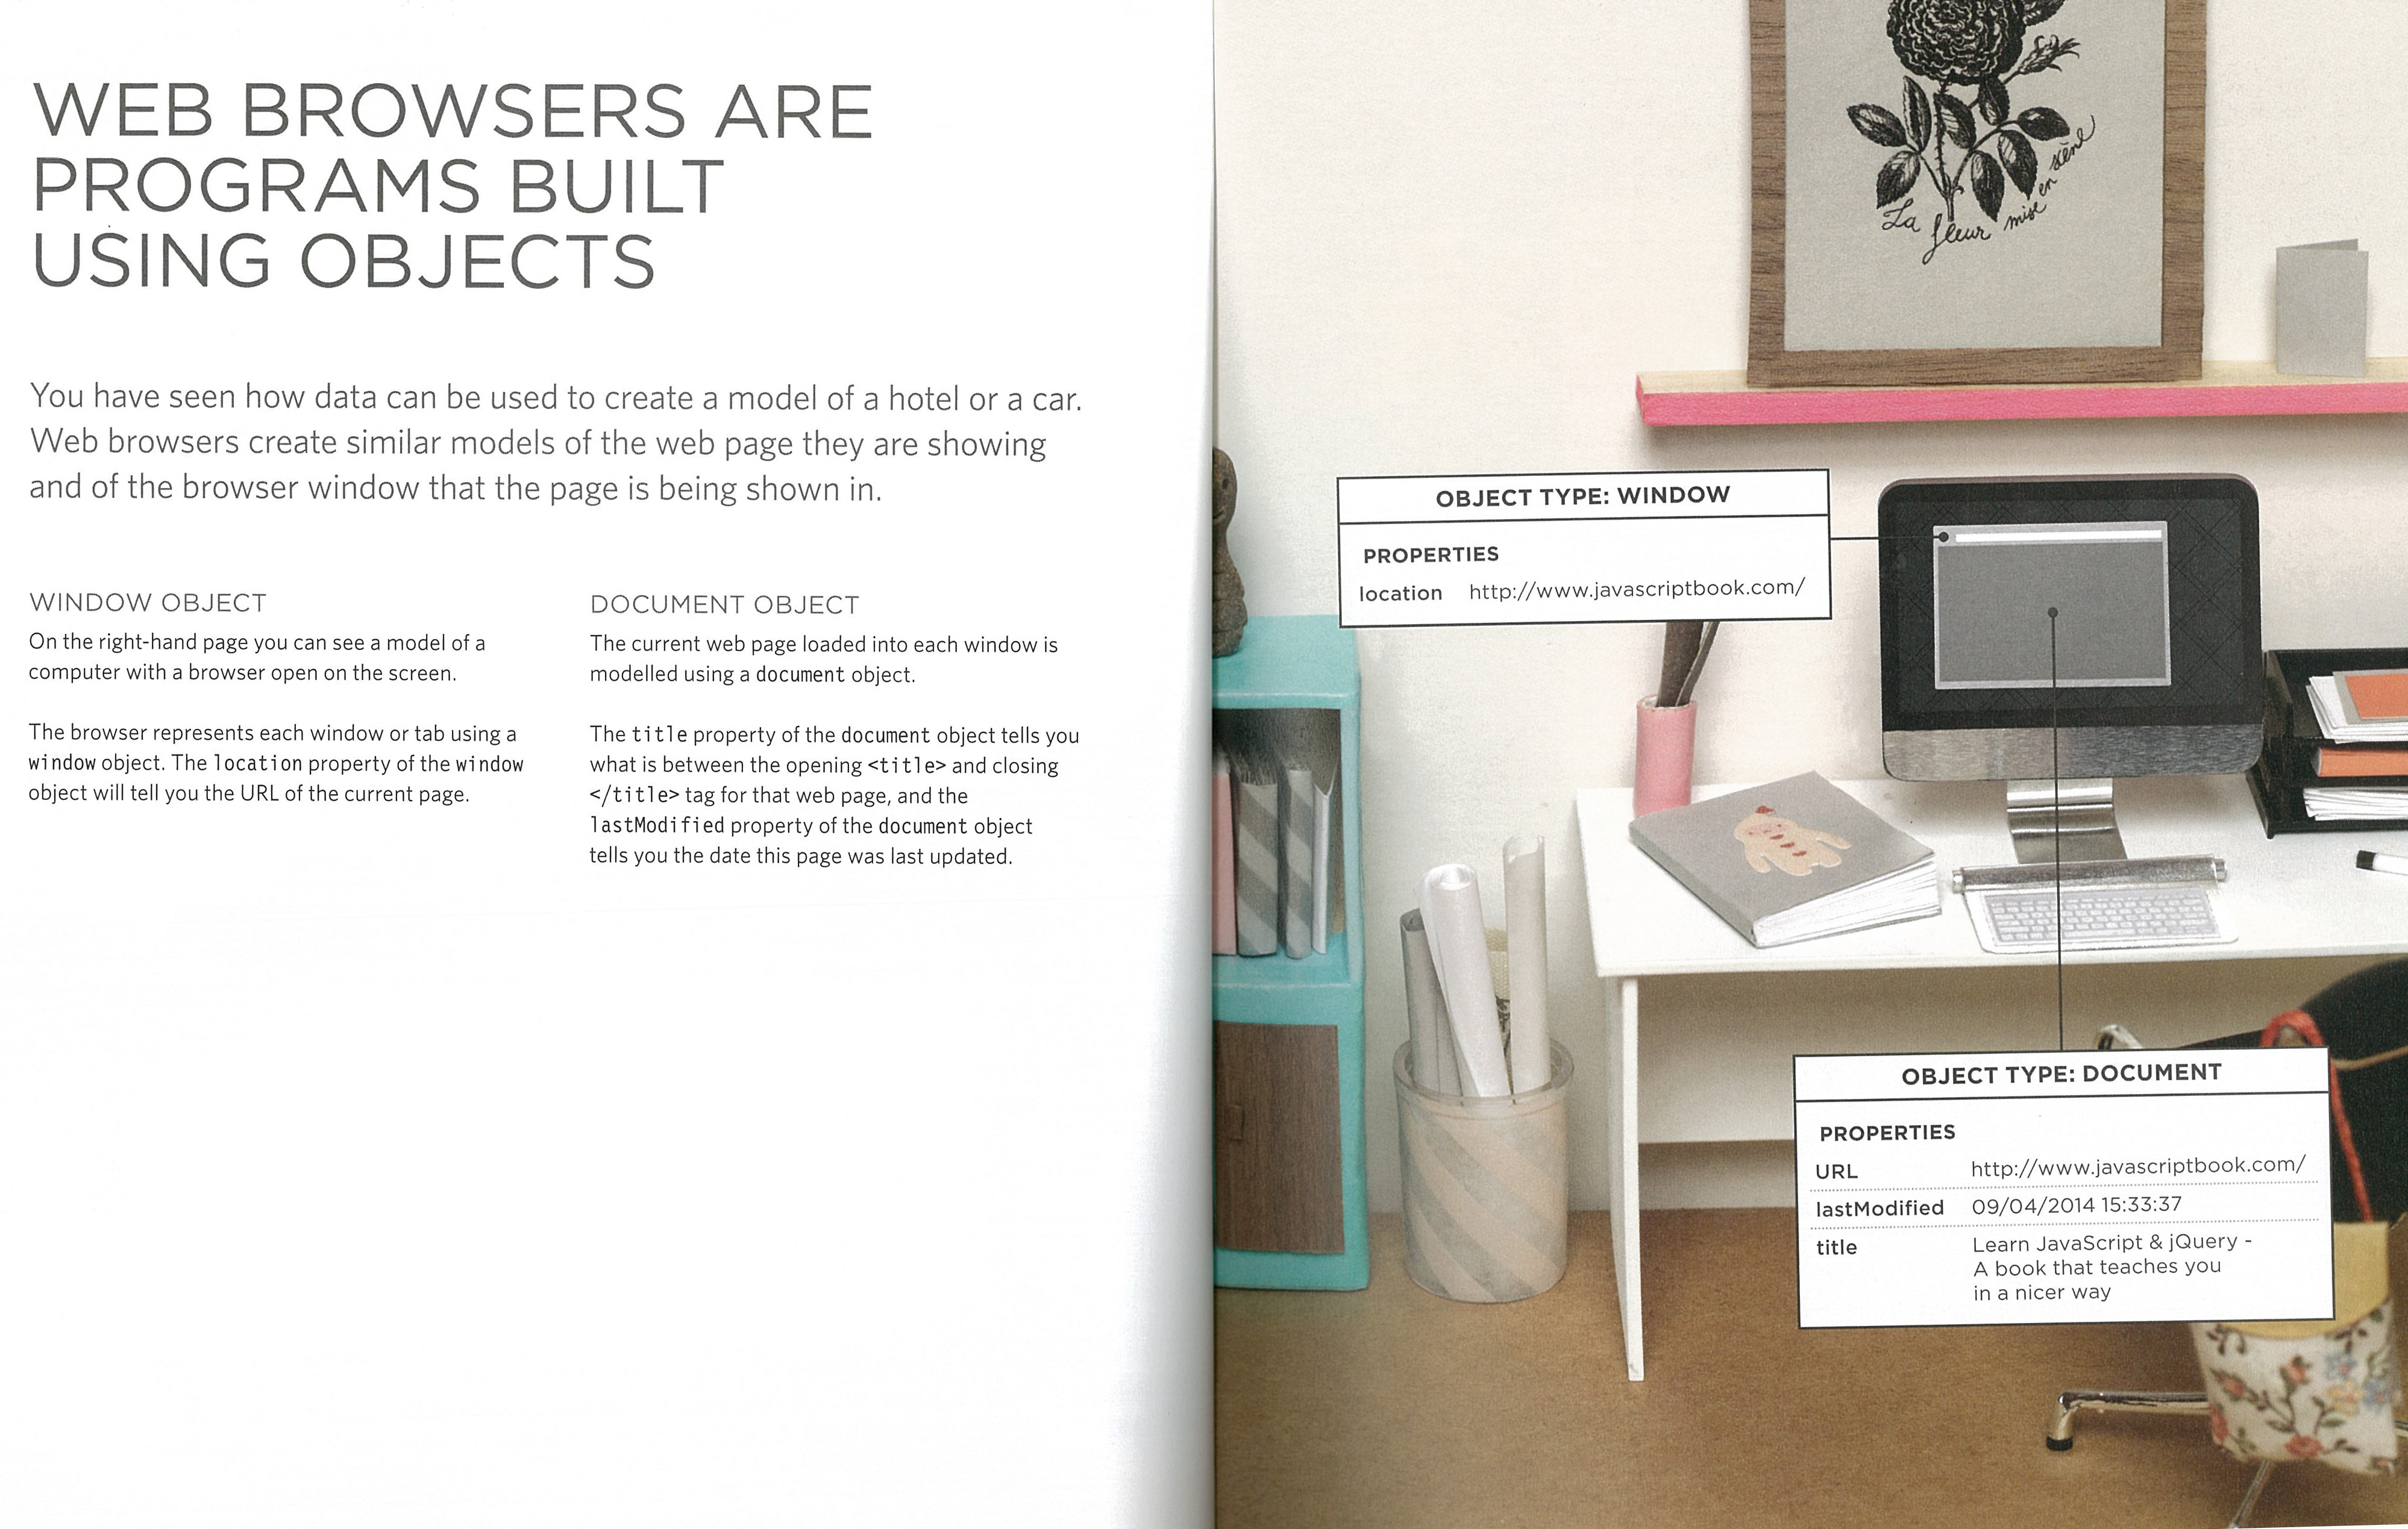 WEB BROWSERS ARE
PROGRAMS BUILT
USING OBJECTS
You have seen how data can be used to create a model of a hotel or a car.
Web browsers create similar models of the web page they are showing
and of the browser window that the page is being shown in.
WINDOW OBJECT
On the right-hand page you can see a model of a
computer with a browser open on the screen.
The browser represents each window or tab using a
window object. The location property of the window
object will tell you the URL of the current page.
DOCUMENT OBJECT
The current web page loaded into each window is
modelled using a document object.
The title property of the document object tells you
what is between the opening <title> and closing
</title> tag for that web page, and the
lastModified property of the document object
tells you the date this page was last updated.
La fleur mise en scène
OBJECT TYPE: WINDOW
PROPERTIES
location http://www.javascriptbook.com/
OBJECT TYPE: DOCUMENT
PROPERTIES
URL http://www.javascriptbook.com/
lastModified 09/04/2014 15:33:37
title Learn JavaScript & jQuery -
A book that teaches you
in a nicer way